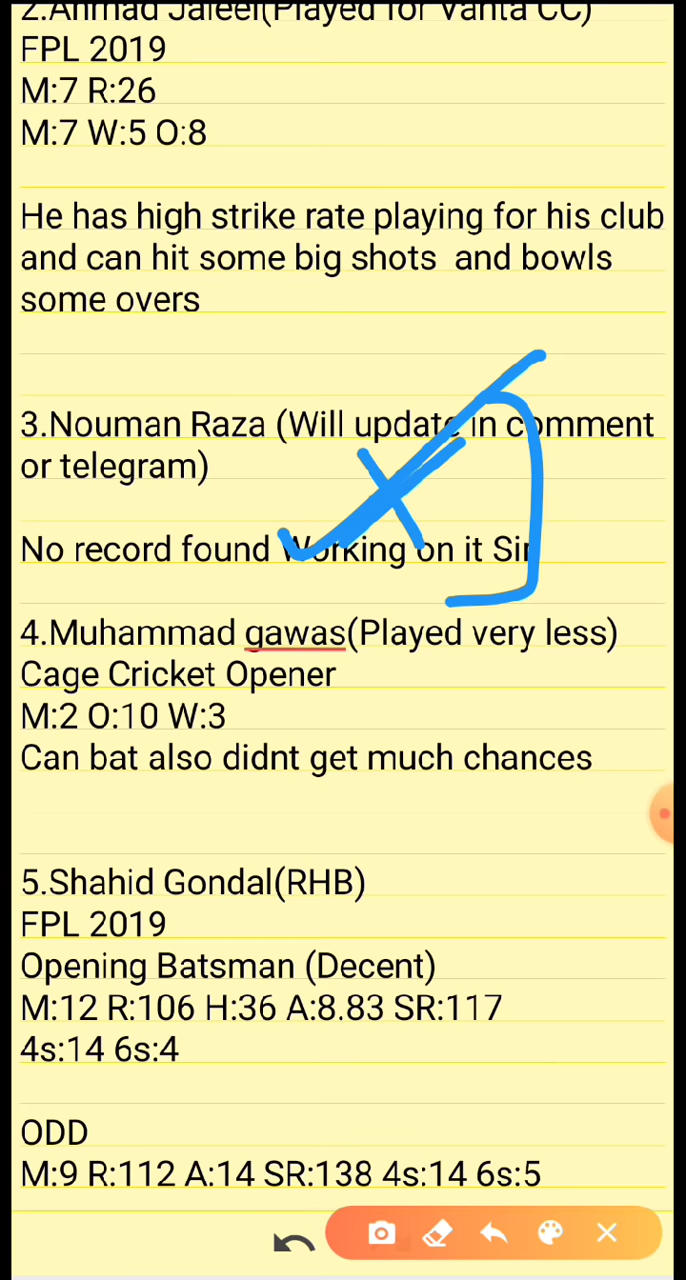 2.Ahmad Jaleel(Played for Vanta CC)
FPL 2019
M:7 R:26
M:7 W:5 O:8
He has high strike rate playing for his club
and can hit some big shots  and bowls
some overs
3.Nouman Raza (Will update in comment
or telegram)
No record found Working on it Sir
4.Muhammad gawas(Played very less)
Cage Cricket Opener
M:2 O:10 W:3
Can bat also didnt get much chances
5.Shahid Gondal(RHB)
FPL 2019
Opening Batsman (Decent)
M:12 R:106 H:36 A:8.83 SR:117
4s:14 6s:4
ODD
M:9 R:112 A:14 SR:138 4s:14 6s:5